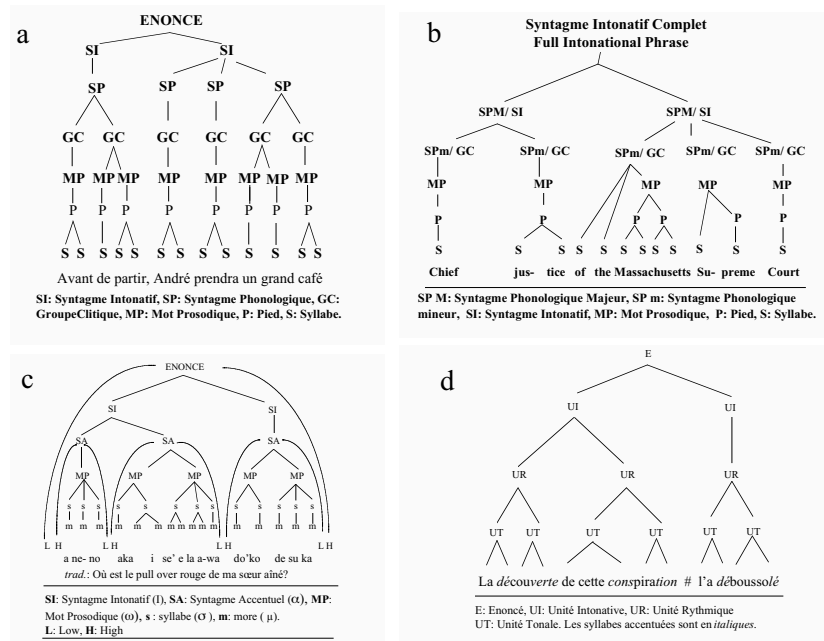 a
ENONCE
SI SI
SP SP SP SP
GC GC GC GC GC GC
MP MP MP MP MP MP MP MP
P P P P P P P P
S S S S S S S S S S S S
Avant de partir, André prendra un grand café
SI: Syntagme Intonatif, SP: Syntagme Phonologique, GC:
GroupeClitique, MP: Mot Prosodique, P: Pied, S: Syllabe.
b
Syntagme Intonatif Complet
Full Intonational Phrase
SPM/ SI SPM/ SI
SPm/ GC SPm/ GC SPm/ GC SPm/ GC SPm/ GC
MP MP MP MP MP
P P P P P P
S S S S S S S S S S S S
Chief jus- tice of the Massachusetts Su- preme Court
SP M: Syntagme Phonologique Majeur, SP m: Syntagme Phonologique
mineur, SI: Syntagme Intonatif, MP: Mot Prosodique, P: Pied, S: Syllabe.
c
ENONCE
SI SI
SA SA SA
MP MP MP MP MP
s s s s s s s s s s s s
m m m m m m m m m m m m m m m
L H L H L H L H
a ne- no aka i se' e la a-wa do'ko de su ka
trad.: Où est le pull over rouge de ma sœur aîné?
SI: Syntagme Intonatif (I), SA: Syntagme Accentuel (α), MP:
Mot Prosodique (ω), s : syllabe (σ ), m: more ( μ).
L: Low, H: High
d
E
UI UI
UR UR UR
UT UT UT UT UT UT
La découverte de cette conspiration # l'a déboussolé
E: Enoncé, UI: Unité Intonative, UR: Unité Rythmique
UT: Unité Tonale. Les syllabes accentuées sont en italiques.